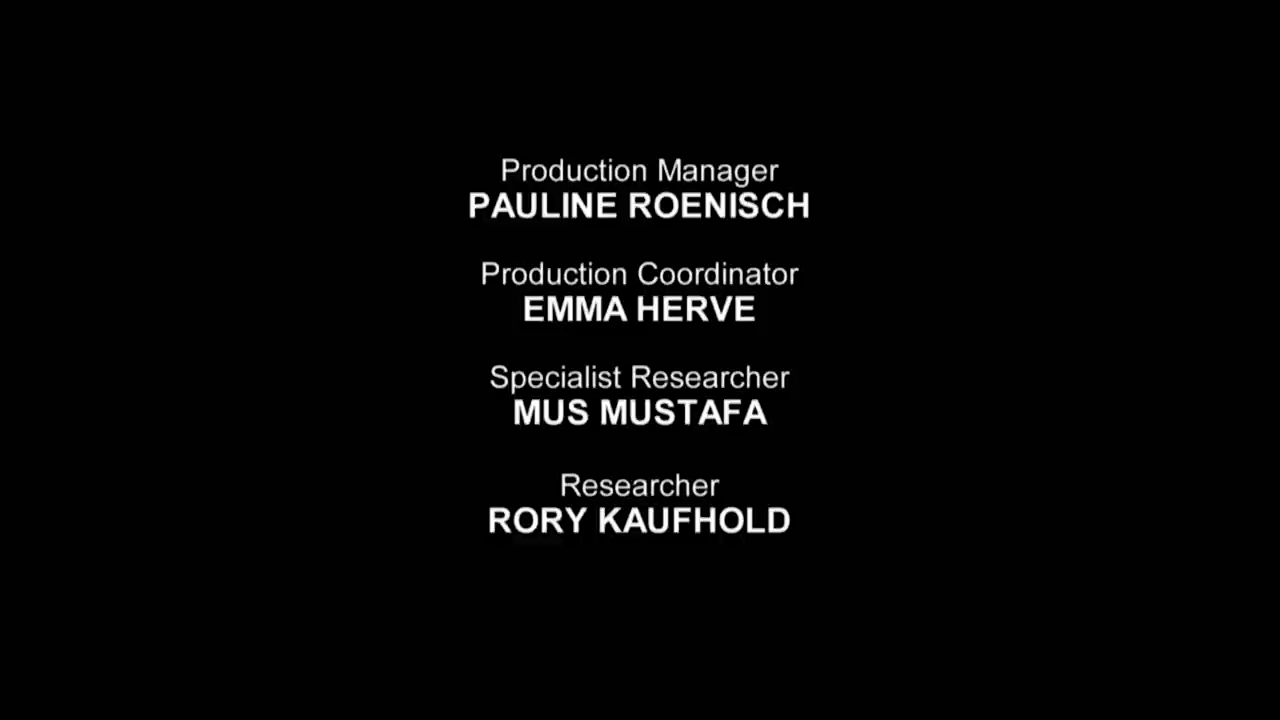 Production Manager
PAULINE ROENISCH
Production Coordinator
EMMA HERVE
Specialist Researcher
MUS MUSTAFA
Researcher
RORY KAUFHOLD